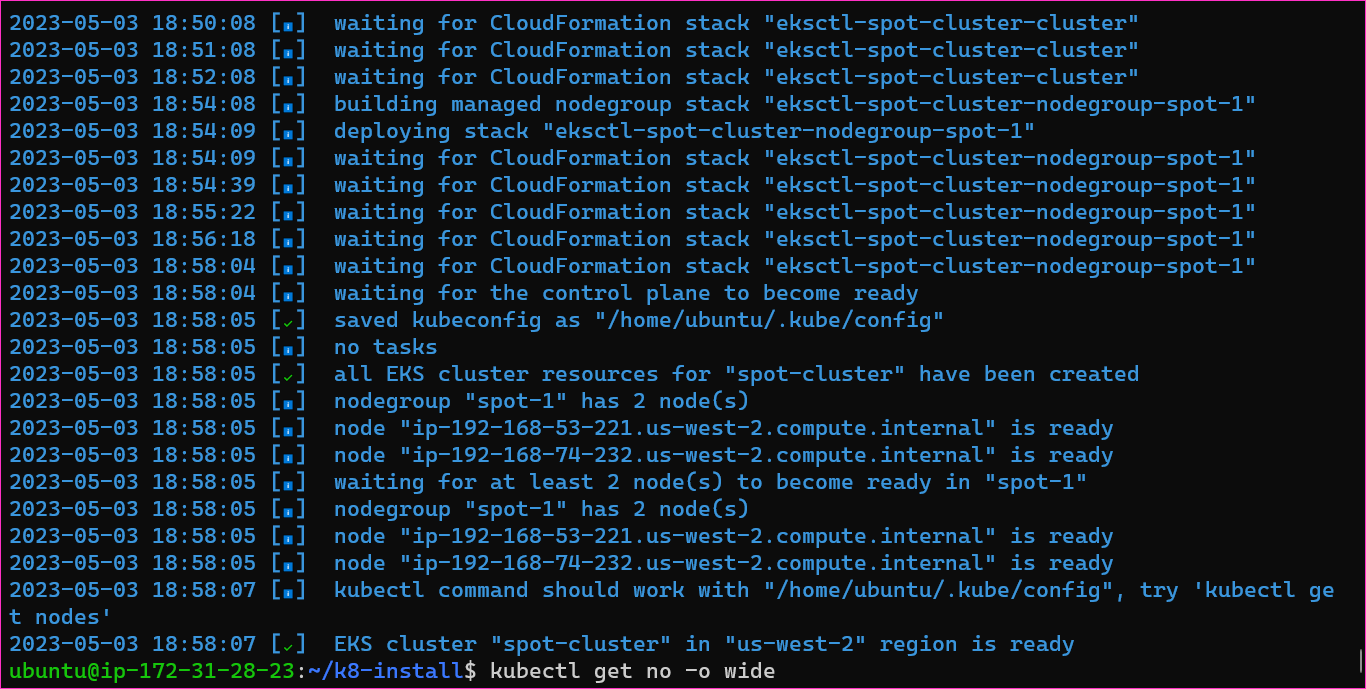 2023-05-03 18:50:08 [ℹ]  waiting for CloudFormation stack "eksctl-spot-cluster-cluster"
2023-05-03 18:51:08 [ℹ]  waiting for CloudFormation stack "eksctl-spot-cluster-cluster"
2023-05-03 18:52:08 [ℹ]  waiting for CloudFormation stack "eksctl-spot-cluster-cluster"
2023-05-03 18:54:08 [ℹ]  building managed nodegroup stack "eksctl-spot-cluster-nodegroup-spot-1"
2023-05-03 18:54:09 [ℹ]  deploying stack "eksctl-spot-cluster-nodegroup-spot-1"
2023-05-03 18:54:09 [ℹ]  waiting for CloudFormation stack "eksctl-spot-cluster-nodegroup-spot-1"
2023-05-03 18:54:39 [ℹ]  waiting for CloudFormation stack "eksctl-spot-cluster-nodegroup-spot-1"
2023-05-03 18:55:22 [ℹ]  waiting for CloudFormation stack "eksctl-spot-cluster-nodegroup-spot-1"
2023-05-03 18:56:18 [ℹ]  waiting for CloudFormation stack "eksctl-spot-cluster-nodegroup-spot-1"
2023-05-03 18:58:04 [ℹ]  waiting for CloudFormation stack "eksctl-spot-cluster-nodegroup-spot-1"
2023-05-03 18:58:04 [ℹ]  waiting for the control plane to become ready
2023-05-03 18:58:05 [✓]  saved kubeconfig as "/home/ubuntu/.kube/config"
2023-05-03 18:58:05 [ℹ]  no tasks
2023-05-03 18:58:05 [✓]  all EKS cluster resources for "spot-cluster" have been created
2023-05-03 18:58:05 [ℹ]  nodegroup "spot-1" has 2 node(s)
2023-05-03 18:58:05 [ℹ]  node "ip-192-168-53-221.us-west-2.compute.internal" is ready
2023-05-03 18:58:05 [ℹ]  node "ip-192-168-74-232.us-west-2.compute.internal" is ready
2023-05-03 18:58:05 [ℹ]  waiting for at least 2 node(s) to become ready in "spot-1"
2023-05-03 18:58:05 [ℹ]  nodegroup "spot-1" has 2 node(s)
2023-05-03 18:58:05 [ℹ]  node "ip-192-168-53-221.us-west-2.compute.internal" is ready
2023-05-03 18:58:05 [ℹ]  node "ip-192-168-74-232.us-west-2.compute.internal" is ready
2023-05-03 18:58:07 [ℹ]  kubectl command should work with "/home/ubuntu/.kube/config", try 'kubectl ge
t nodes'
2023-05-03 18:58:07 [✓]  EKS cluster "spot-cluster" in "us-west-2" region is ready
ubuntu@ip-172-31-28-23:~/k8-install$ kubectl get no -o wide